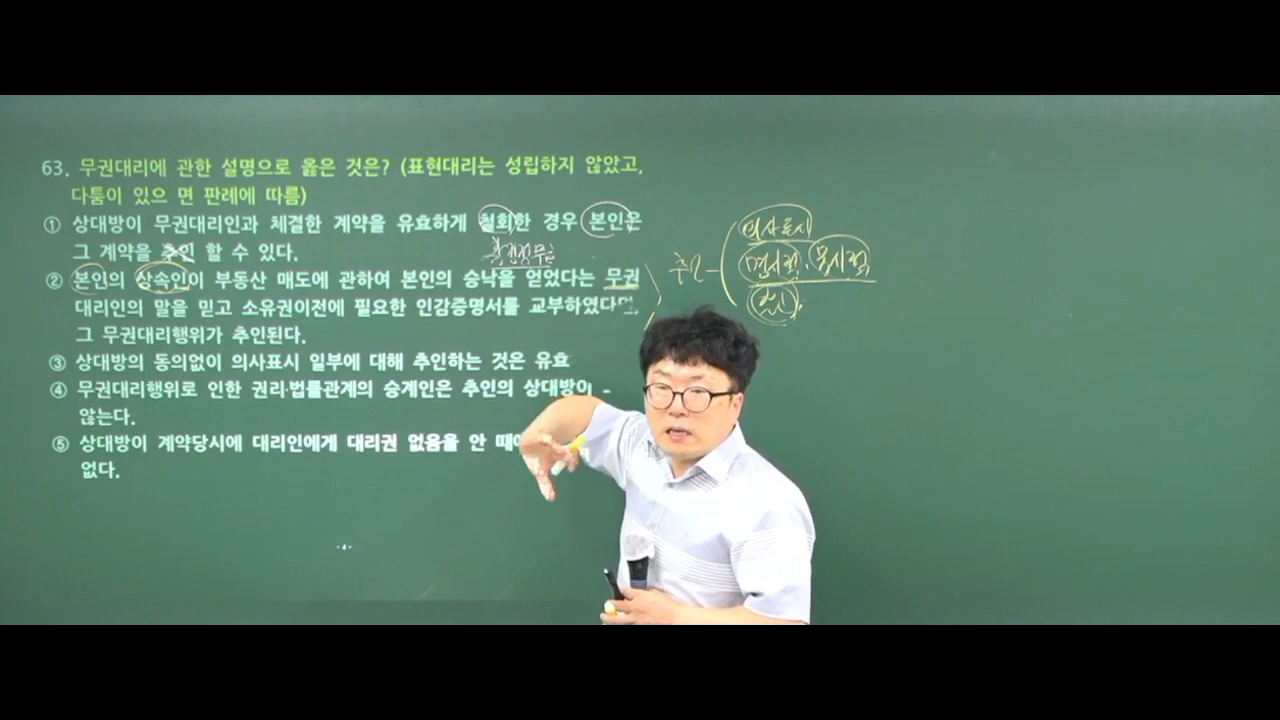 63. 무권대리에 관한 설명으로 옳은 것은? (표현대리는 성립하지 않았고,
다툼이 있으 면 판례에 따름)
① 상대방이 무권대리인과 체결한 계약을 유효하게 철회한 경우 본인은
그 계약을 추인 할 수 있다.
확정적무효
② 본인의 상속인이 부동산 매도에 관하여 본인의 승낙을 얻었다는 무권
대리인의 말을 믿고 소유권이전에 필요한 인감증명서를 교부하였다면,
그 무권대리행위가 추인된다.
③ 상대방의 동의없이 의사표시 일부에 대해 추인하는 것은 유효
④ 무권대리행위로 인한 권리·법률관계의 승계인은 추인의 상대방이
않는다.
⑤ 상대방이 계약당시에 대리인에게 대리권 없음을 안 때에
없다.
추인
의사표시
명시적, 묵시적
본인